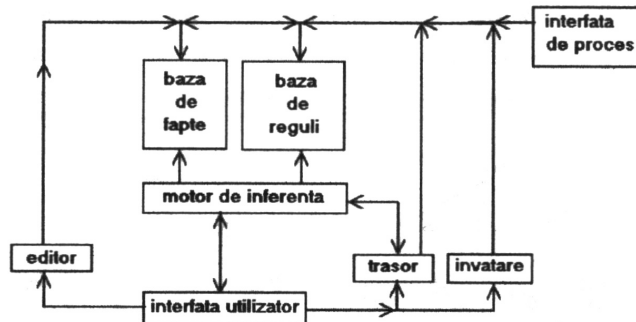 interfata
de proces
baza
de
fapte
baza
de
reguli
motor de inferenta
editor
trasor
invatare
interfata utilizator